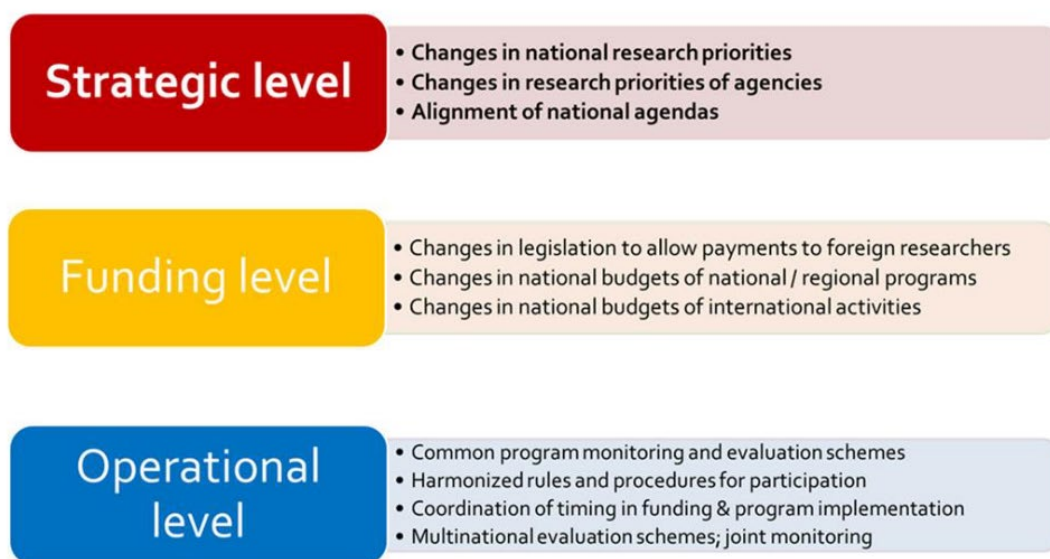 Strategic level
• Changes in national research priorities
• Changes in research priorities of agencies
• Alignment of national agendas
Funding level
• Changes in legislation to allow payments to foreign researchers
• Changes in national budgets of national / regional programs
• Changes in national budgets of international activities
Operational
level
• Common program monitoring and evaluation schemes
• Harmonized rules and procedures for participation
• Coordination of timing in funding & program implementation
• Multinational evaluation schemes; joint monitoring